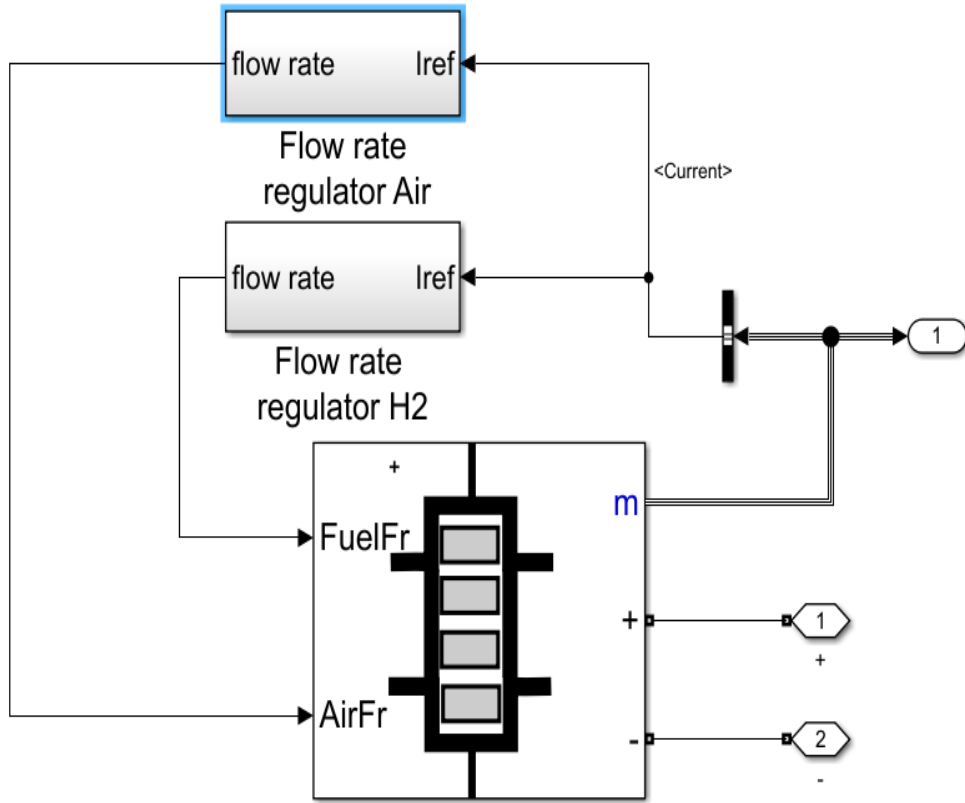 flow rate Iref
Flow rate
regulator Air
<Current>
flow rate Iref
Flow rate
regulator H2
1
+
m
FuelFr
+
1
+
AirFr
-
2
-